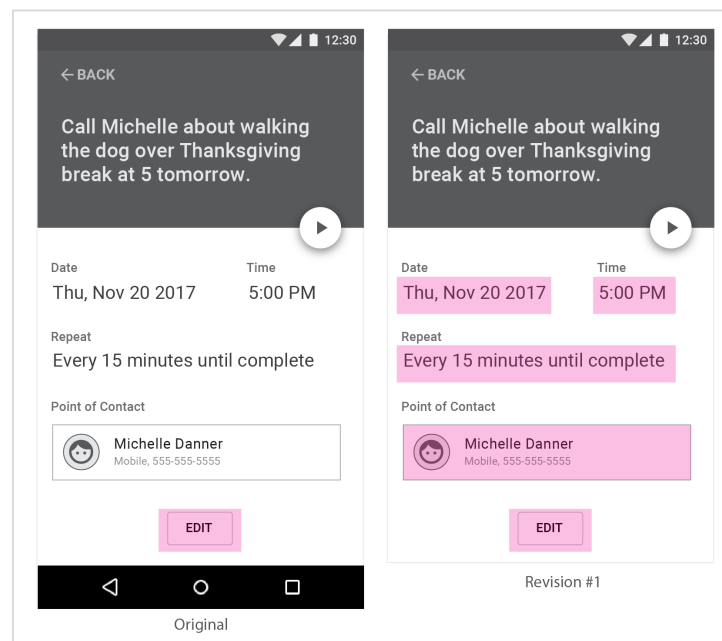 12:30
← BACK
Call Michelle about walking
the dog over Thanksgiving
break at 5 tomorrow.
Date
Time
Thu, Nov 20 2017
5:00 PM
Repeat
Every 15 minutes until complete
Point of Contact
Michelle Danner
Mobile, 555-555-5555
EDIT
Original
12:30
← BACK
Call Michelle about walking
the dog over Thanksgiving
break at 5 tomorrow.
Date
Time
Thu, Nov 20 2017
5:00 PM
Repeat
Every 15 minutes until complete
Point of Contact
Michelle Danner
Mobile, 555-555-5555
EDIT
Revision #1